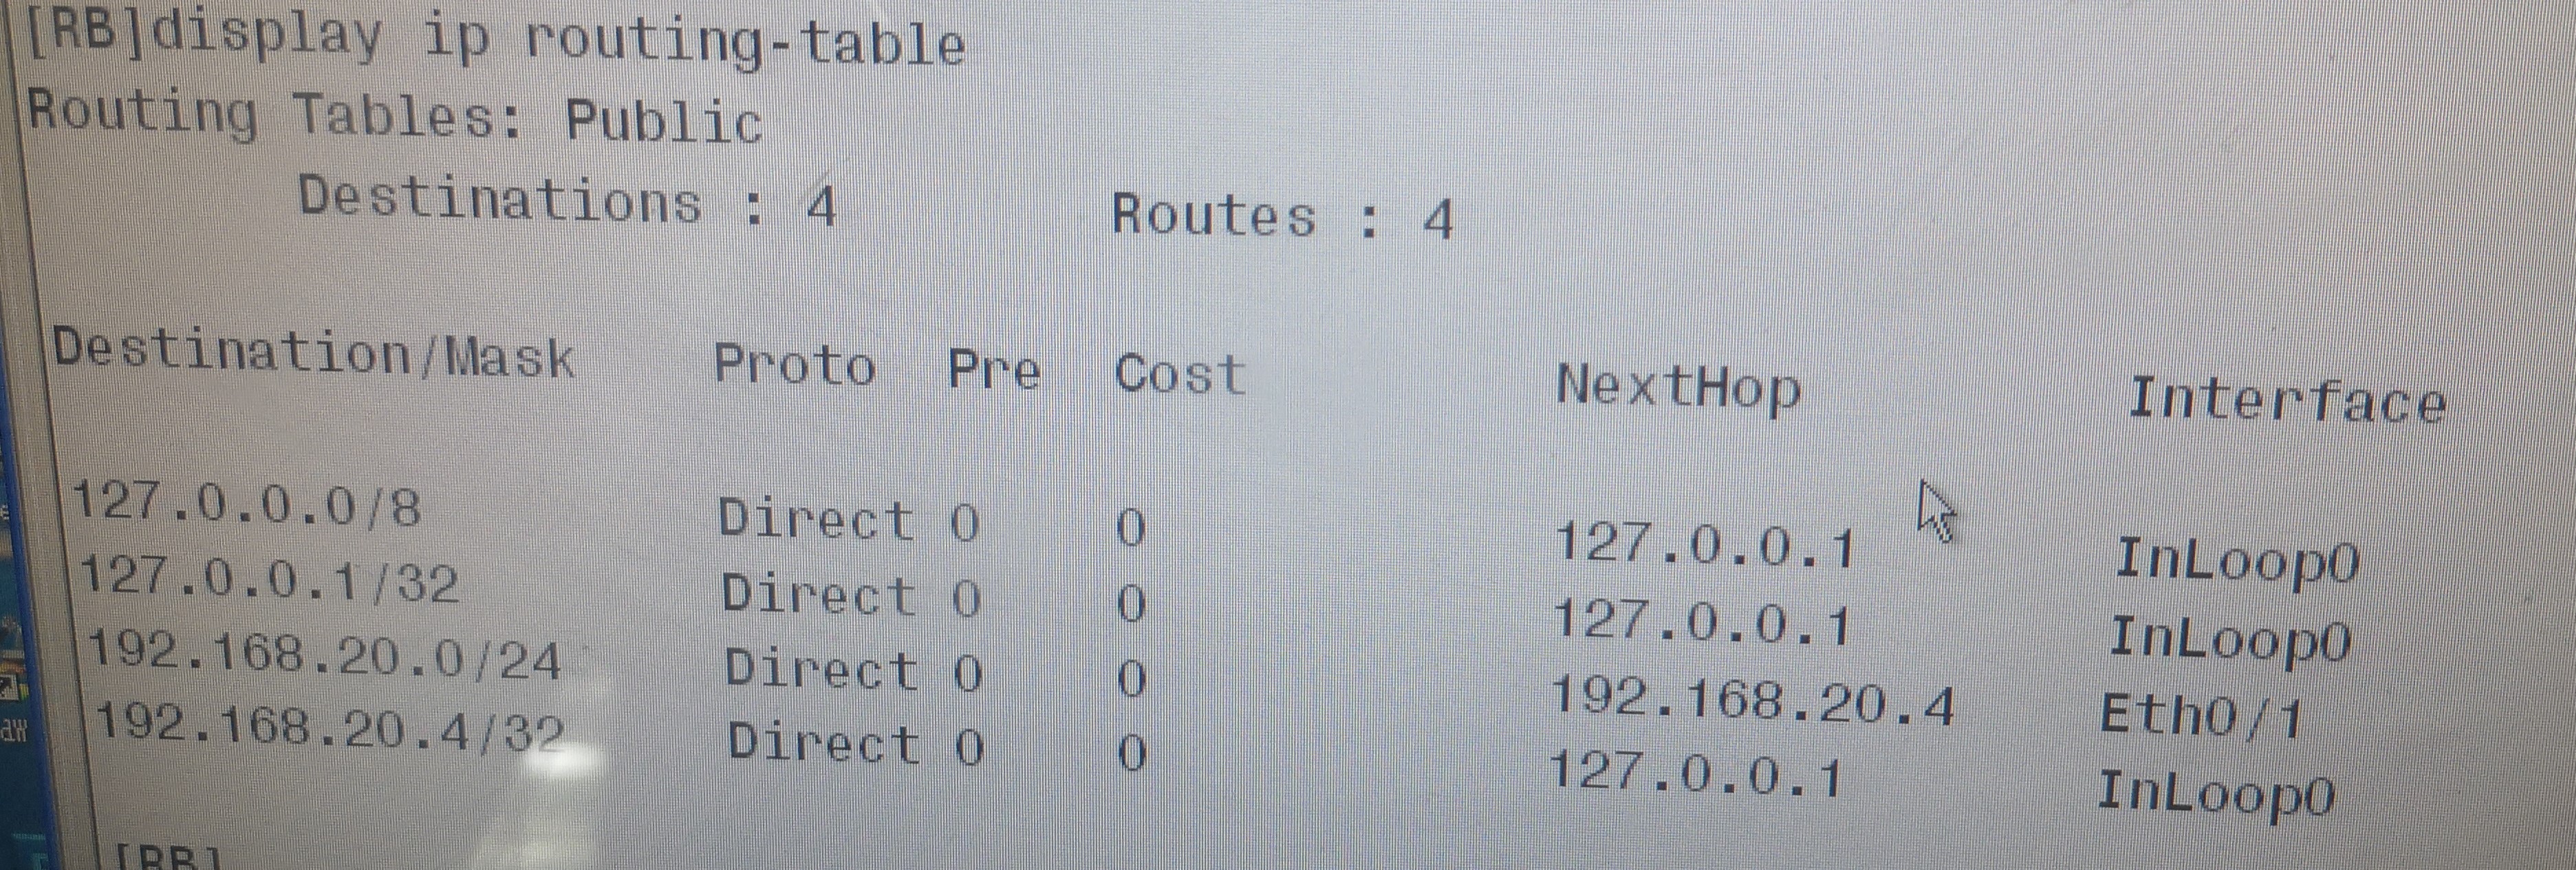 [RB]display ip routing-table
Routing Tables: Public
Destinations : 4 Routes : 4
Destination/Mask Proto Pre Cost NextHop Interface
127.0.0.0/8 Direct 0 0 127.0.0.1 InLoop0
127.0.0.1/32 Direct 0 0 127.0.0.1 InLoop0
192.168.20.0/24 Direct 0 0 192.168.20.4 Eth0/1
192.168.20.4/32 Direct 0 0 127.0.0.1 InLoop0
[RB]